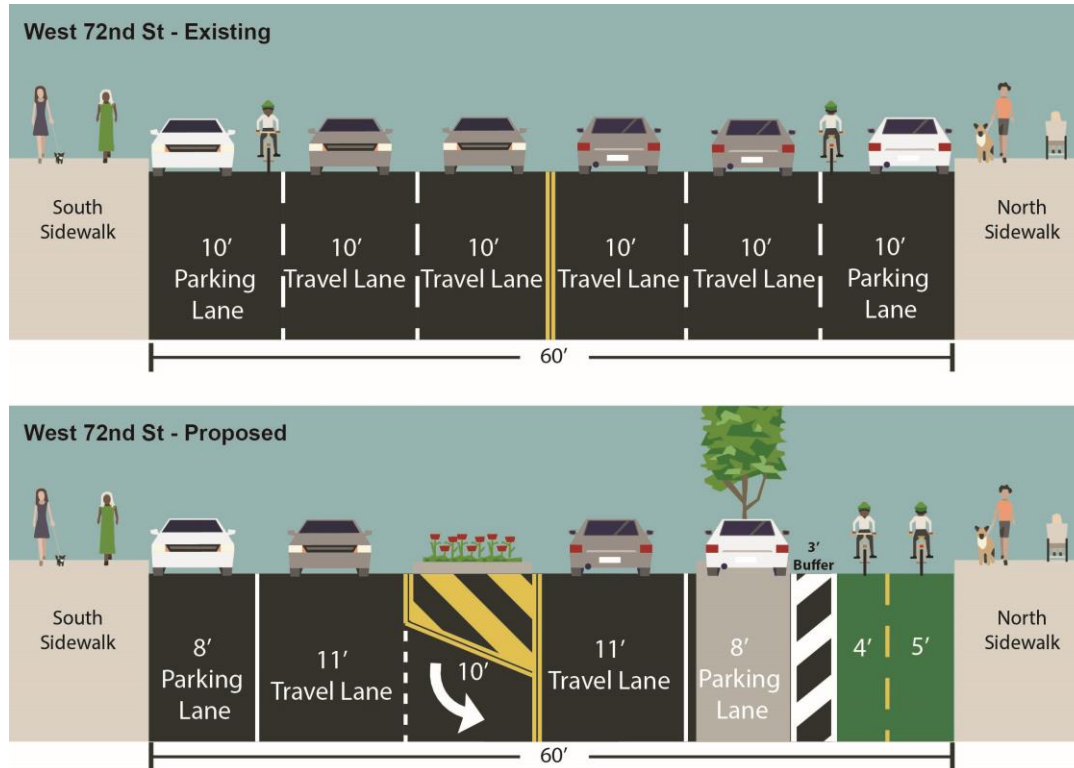 West 72nd St - Existing
South
Sidewalk
10’
Parking
Lane
10’
Travel Lane
10’
Travel Lane
10’
Travel Lane
10’
Travel Lane
10’
Parking
Lane
North
Sidewalk
60’
West 72nd St - Proposed
South
Sidewalk
8’
Parking
Lane
11’
Travel Lane
10’
11’
Travel Lane
8’
Parking
Lane
3’
Buffer
4’
5’
North
Sidewalk
60’